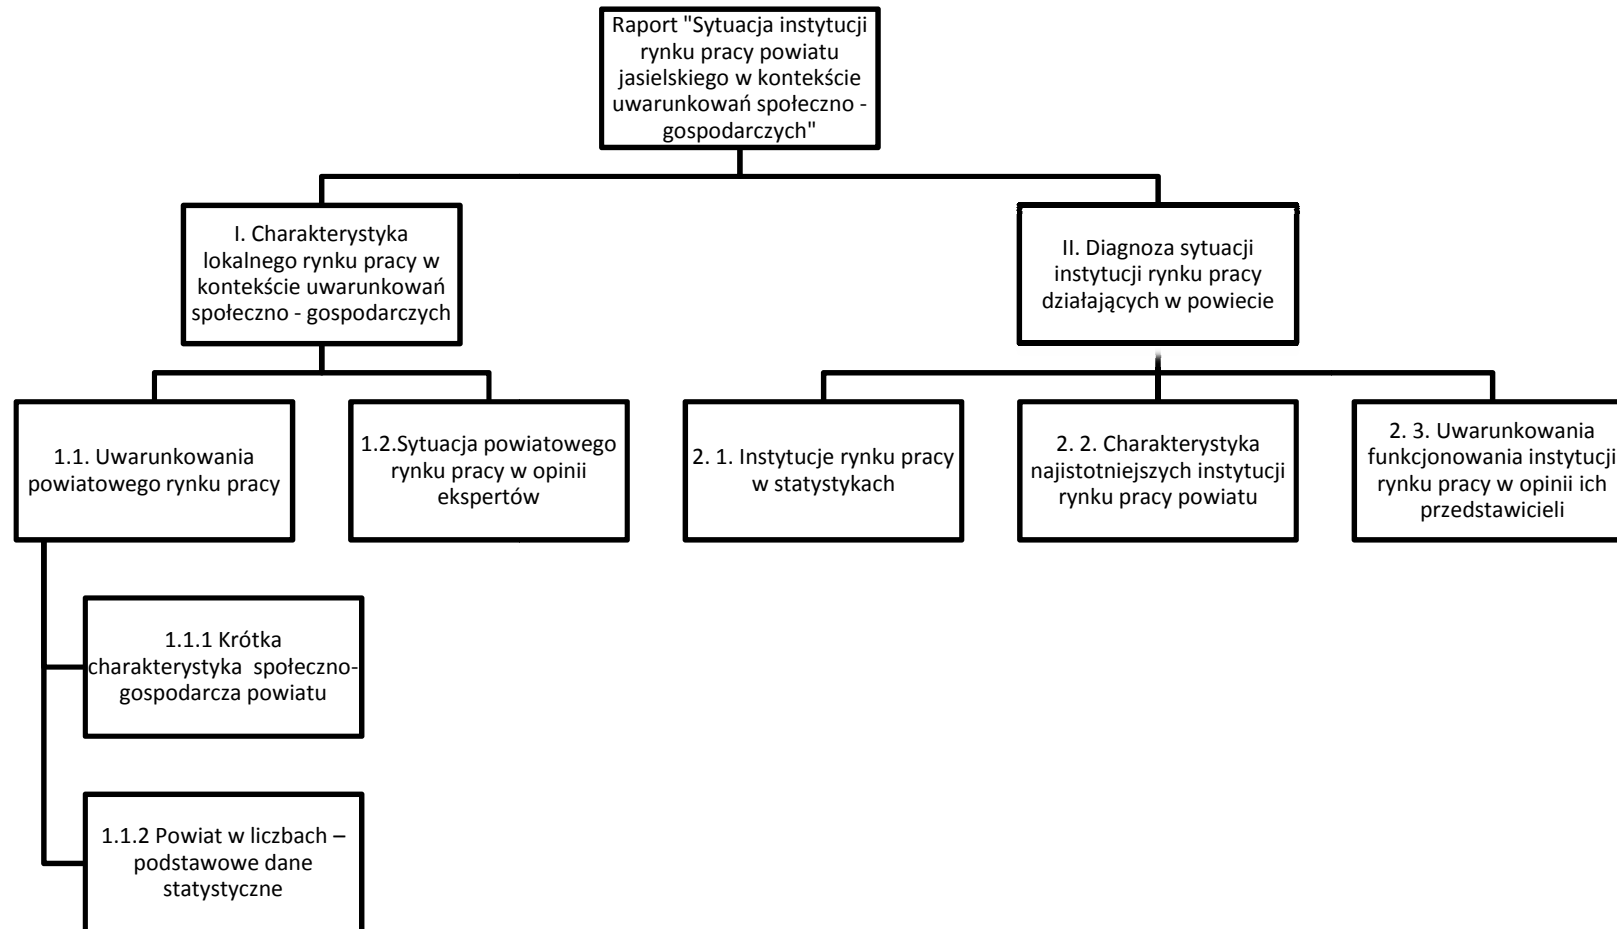 Raport "Sytuacja instytucji
rynku pracy powiatu
jasielskiego w kontekście
uwarunkowań społeczno -
gospodarczych"
I. Charakterystyka
lokalnego rynku pracy w
kontekście uwarunkowań
społeczno - gospodarczych
II. Diagnoza sytuacji
instytucji rynku pracy
działających w powiecie
1.1. Uwarunkowania
powiatowego rynku pracy
1.2.Sytuacja powiatowego
rynku pracy w opinii
ekspertów
2. 1. Instytucje rynku pracy
w statystykach
2. 2. Charakterystyka
najistotniejszych instytucji
rynku pracy powiatu
2. 3. Uwarunkowania
funkcjonowania instytucji
rynku pracy w opinii ich
przedstawicieli
1.1.1 Krótka
charakterystyka  społeczno-
gospodarcza powiatu
1.1.2 Powiat w liczbach –
podstawowe dane
statystyczne